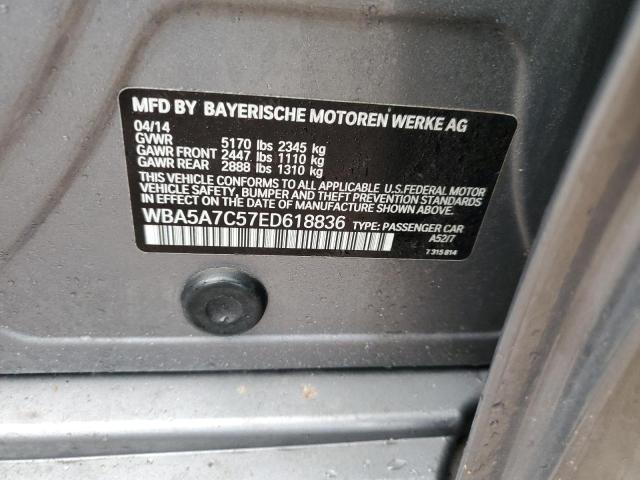 MFD BY BAYERISCHE MOTOREN WERKE AG
04/14
GVWR 5170 lbs 2345 kg
GAWR FRONT 2447 lbs 1110 kg
GAWR REAR 2888 lbs 1310 kg
THIS VEHICLE CONFORMS TO ALL APPLICABLE U.S.FEDERAL MOTOR
VEHICLE SAFETY, BUMPER AND THEFT PREVENTION STANDARDS
IN EFFECT ON THE DATE OF MANUFACTURE SHOWN ABOVE.
WBA5A7C57ED618836 TYPE: PASSENGER CAR
A52/7
7 315 814